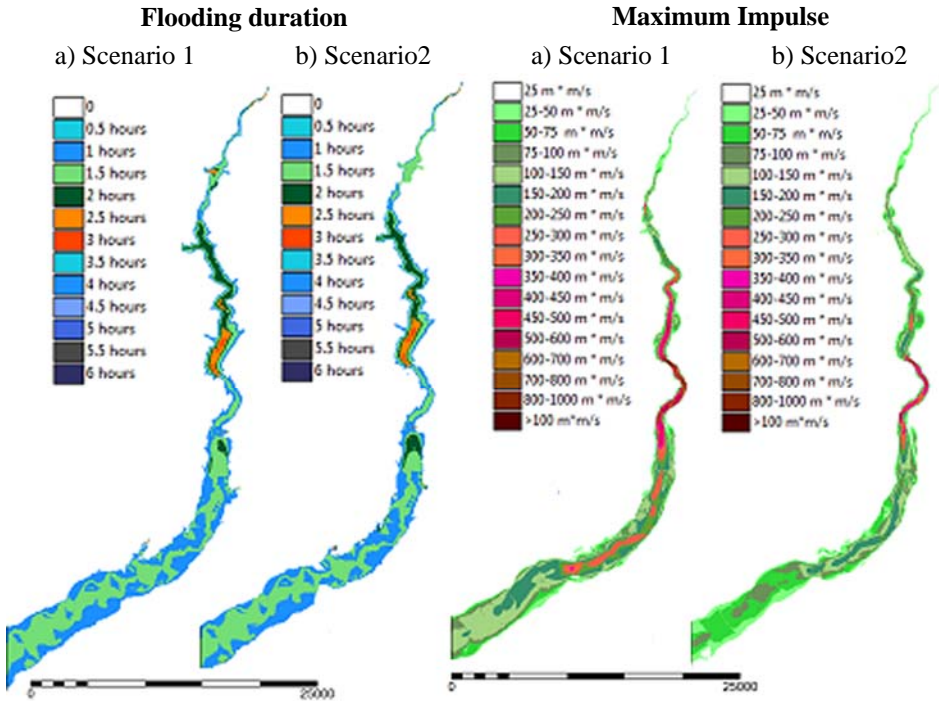 Flooding duration
a) Scenario 1
b) Scenario2
0
0.5 hours
1 hours
1.5 hours
2 hours
2.5 hours
3 hours
3.5 hours
4 hours
4.5 hours
5 hours
5.5 hours
6 hours
0
0.5 hours
1 hours
1.5 hours
2 hours
2.5 hours
3 hours
3.5 hours
4 hours
4.5 hours
5 hours
5.5 hours
6 hours
0
25000
Maximum Impulse
a) Scenario 1
b) Scenario2
25 m * m/s
25-50 m * m/s
50-75 m * m/s
75-100 m * m/s
100-150 m * m/s
150-200 m * m/s
200-250 m * m/s
250-300 m * m/s
300-350 m * m/s
350-400 m * m/s
400-450 m * m/s
450-500 m * m/s
500-600 m * m/s
600-700 m * m/s
700-800 m * m/s
800-1000 m * m/s
>100 m*m/s
25 m * m/s
25-50 m * m/s
50-75 m * m/s
75-100 m * m/s
100-150 m * m/s
150-200 m * m/s
200-250 m * m/s
250-300 m * m/s
300-350 m * m/s
350-400 m * m/s
400-450 m * m/s
450-500 m * m/s
500-600 m * m/s
600-700 m * m/s
700-800 m * m/s
800-1000 m * m/s
>100 m*m/s
0
25000